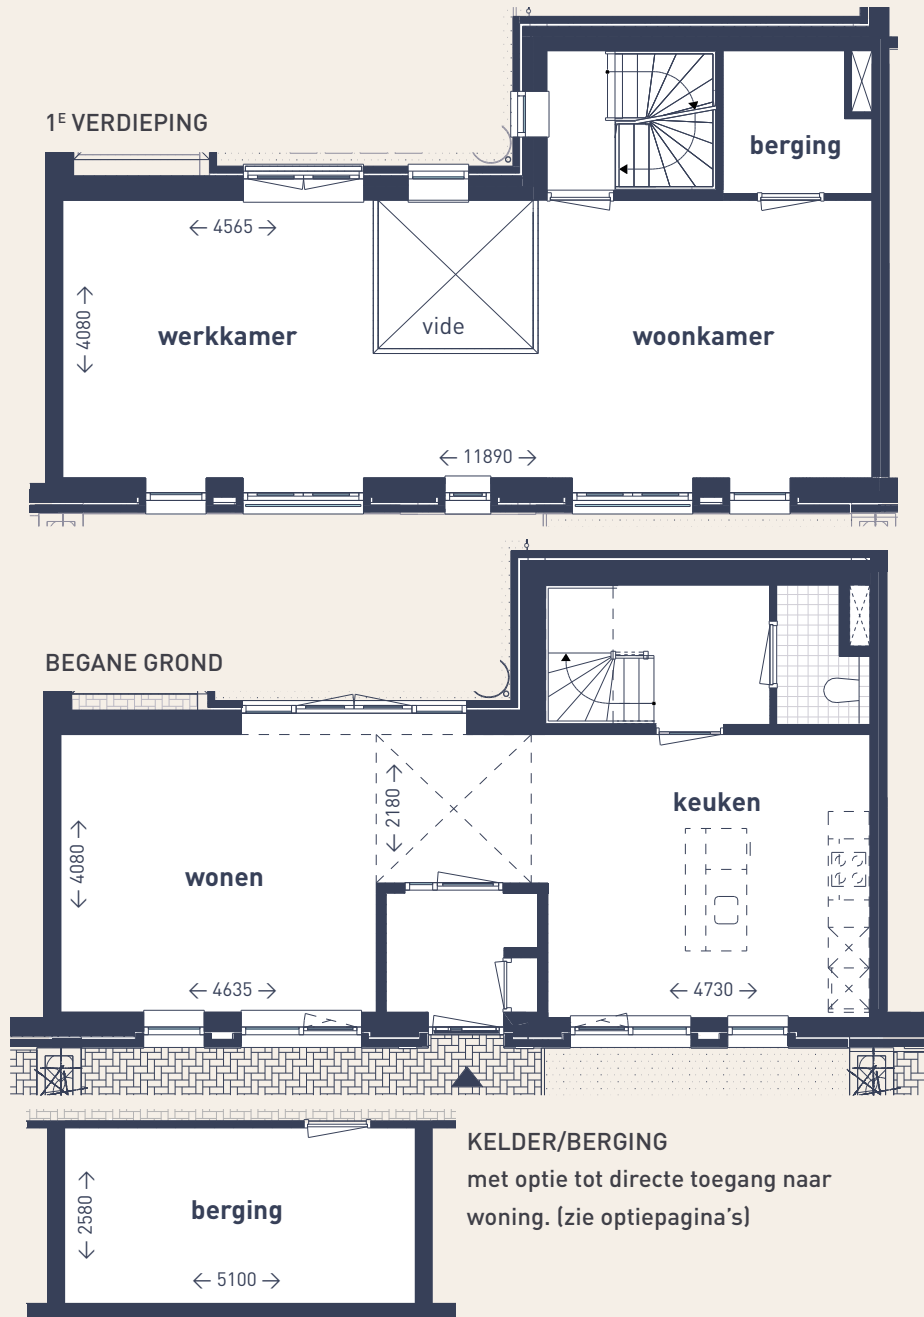 1E VERDIEPING
berging
← 4565 →
← 4080 →
werkkamer
vide
woonkamer
← 11890 →
BEGANE GROND
← 2180 →
keuken
← 4080 →
wonen
← 4635 →
← 4730 →
KELDER/BERGING
met optie tot directe toegang naar
woning. (zie optiepagina's)
← 2580 →
berging
← 5100 →